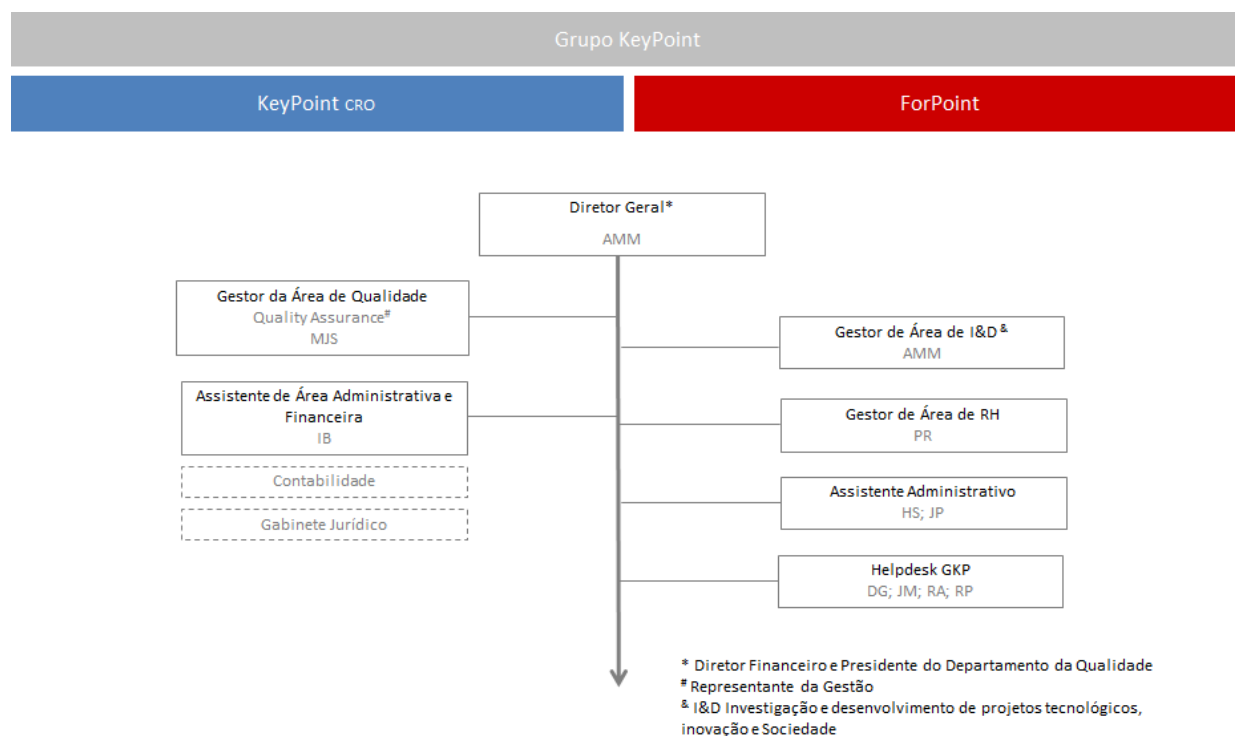 Grupo KeyPoint
KeyPoint CRO
ForPoint
Diretor Geral*
AMM
Gestor da Área de Qualidade
Quality Assurance#
MJS
Gestor de Área de I&D &
AMM
Assistente de Área Administrativa e
Financeira
IB
Gestor de Área de RH
PR
Contabilidade
Gabinete Jurídico
Assistente Administrativo
HS; JP
Helpdesk GKP
DG; JM; RA; RP
* Diretor Financeiro e Presidente do Departamento da Qualidade
# Representante da Gestão
& I&D Investigação e desenvolvimento de projetos tecnológicos,
inovação e Sociedade